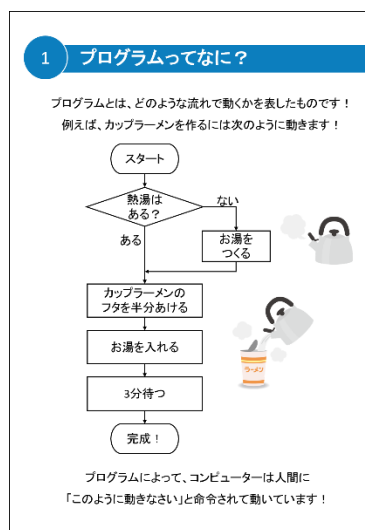 1 プログラムってなに？
プログラムとは、どのような流れで動くかを表したものです！
例えば、カップラーメンを作るには次のように動きます！
スタート
熱湯は
ある？
ない
ある
お湯を
つくる
カップラーメンの
フタを半分あける
お湯を入れる
ラーメン
3分待つ
完成！
プログラムによって、コンピューターは人間に
「このように動きなさい」と命令されて動いています！